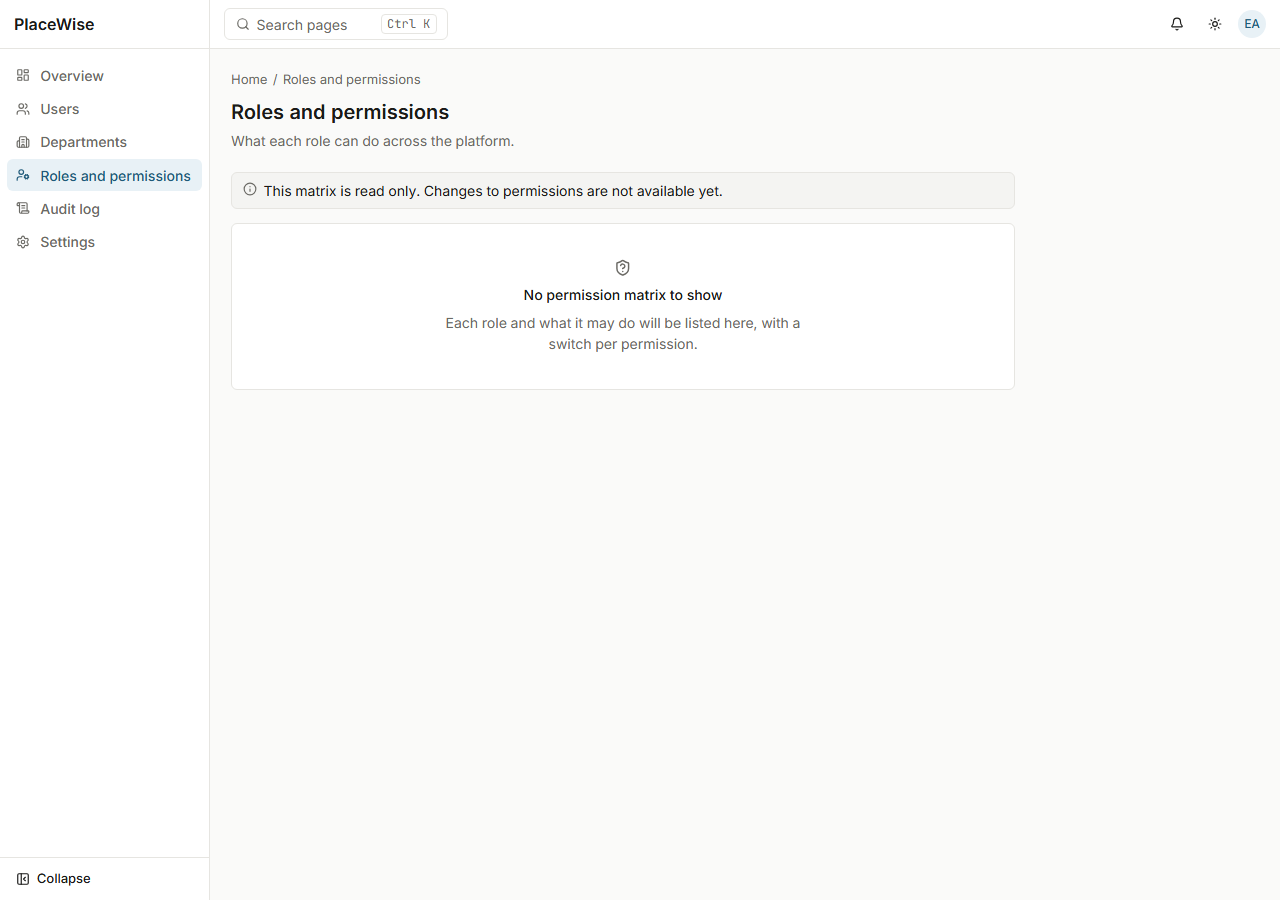 PlaceWise
Search pages
Ctrl K
EA
Overview
Users
Departments
Roles and permissions
Audit log
Settings
Collapse
Home / Roles and permissions
Roles and permissions
What each role can do across the platform.
This matrix is read only. Changes to permissions are not available yet.
No permission matrix to show
Each role and what it may do will be listed here, with a
switch per permission.